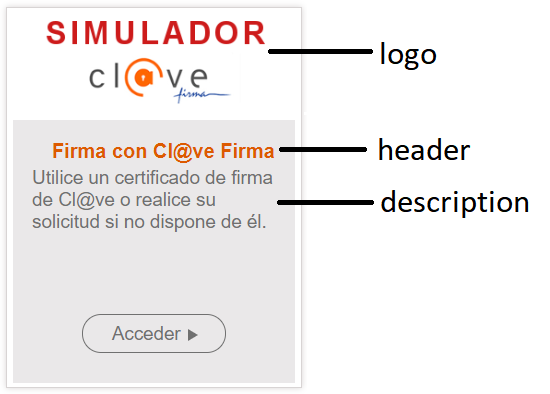 SIMULADOR
logo
cl@ve
firma
Firma con Cl@ve Firma
header
Utilice un certificado de firma
de Cl@ve o realice su
description
solicitud si no dispone de él.
Acceder